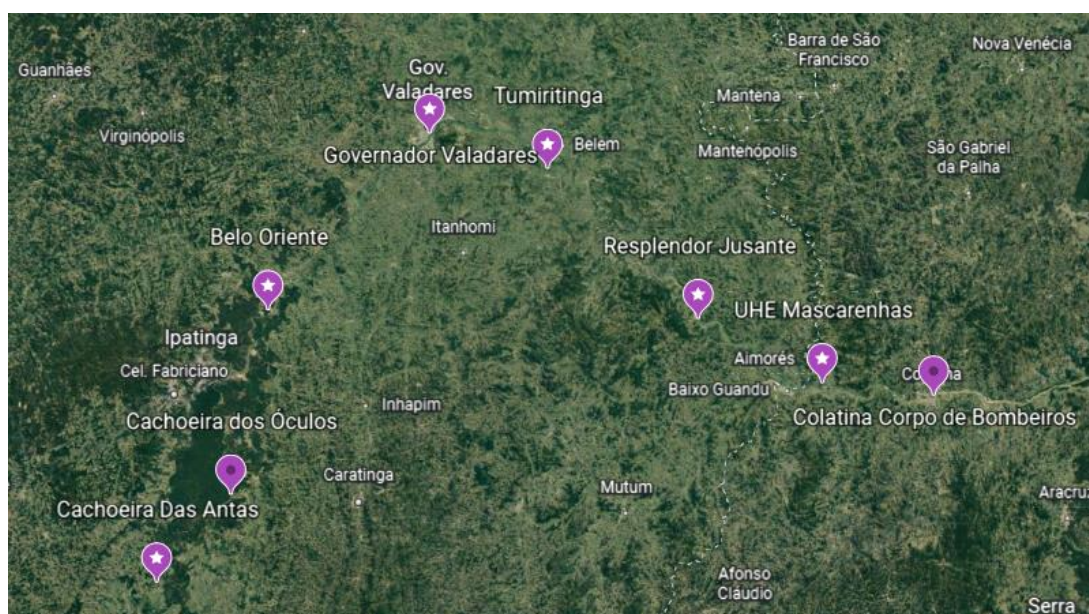 Barra de São
Francisco
Nova Venécia
Guanhães
Gov.
Valadares
Tumiritinga
Mantena
Virginópolis
Governador Valadares
Belém
Mantenópolis
São Gabriel
da Palha
Itanhomi
Belo Oriente
Resplendor Jusante
UHE Mascarenhas
Ipatinga
Cel. Fabriciano
Aimorés
Baixo Guandu
Inhapim
Cachoeira dos Óculos
Colatina Corpo de Bombeiros
Caratinga
Mutum
Cachoeira Das Antas
Aracruz
Afonso
Cláudio
Serra